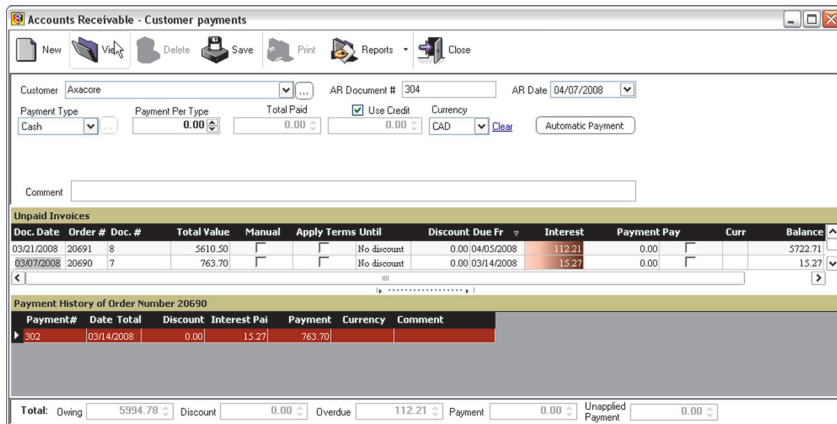 Accounts Receivable - Customer payments
New View Delete Save Print Reports Close
Customer Axacore ... AR Document # 304 AR Date 04/07/2008
Payment Type Payment Per Type Total Paid Use Credit Currency
Cash ... 0.00 0.00 0.00 CAD Clear Automatic Payment
Comment
Unpaid Invoices
Doc. Date Order # Doc. # Total Value Manual Apply Terms Until Discount Due Fr Interest Payment Pay Curr Balance
03/21/2008 20691 8 5610.50 No discount 0.00 04/05/2008 112.21 0.00 5722.71
03/07/2008 20690 7 763.70 No discount 0.00 03/14/2008 15.27 0.00 15.27
Payment History of Order Number 20690
Payment# Date Total Discount Interest Pai Payment Currency Comment
302 03/14/2008 0.00 15.27 763.70
Total: Owing 5994.78 Discount 0.00 Overdue 112.21 Payment 0.00 Unapplied Payment 0.00